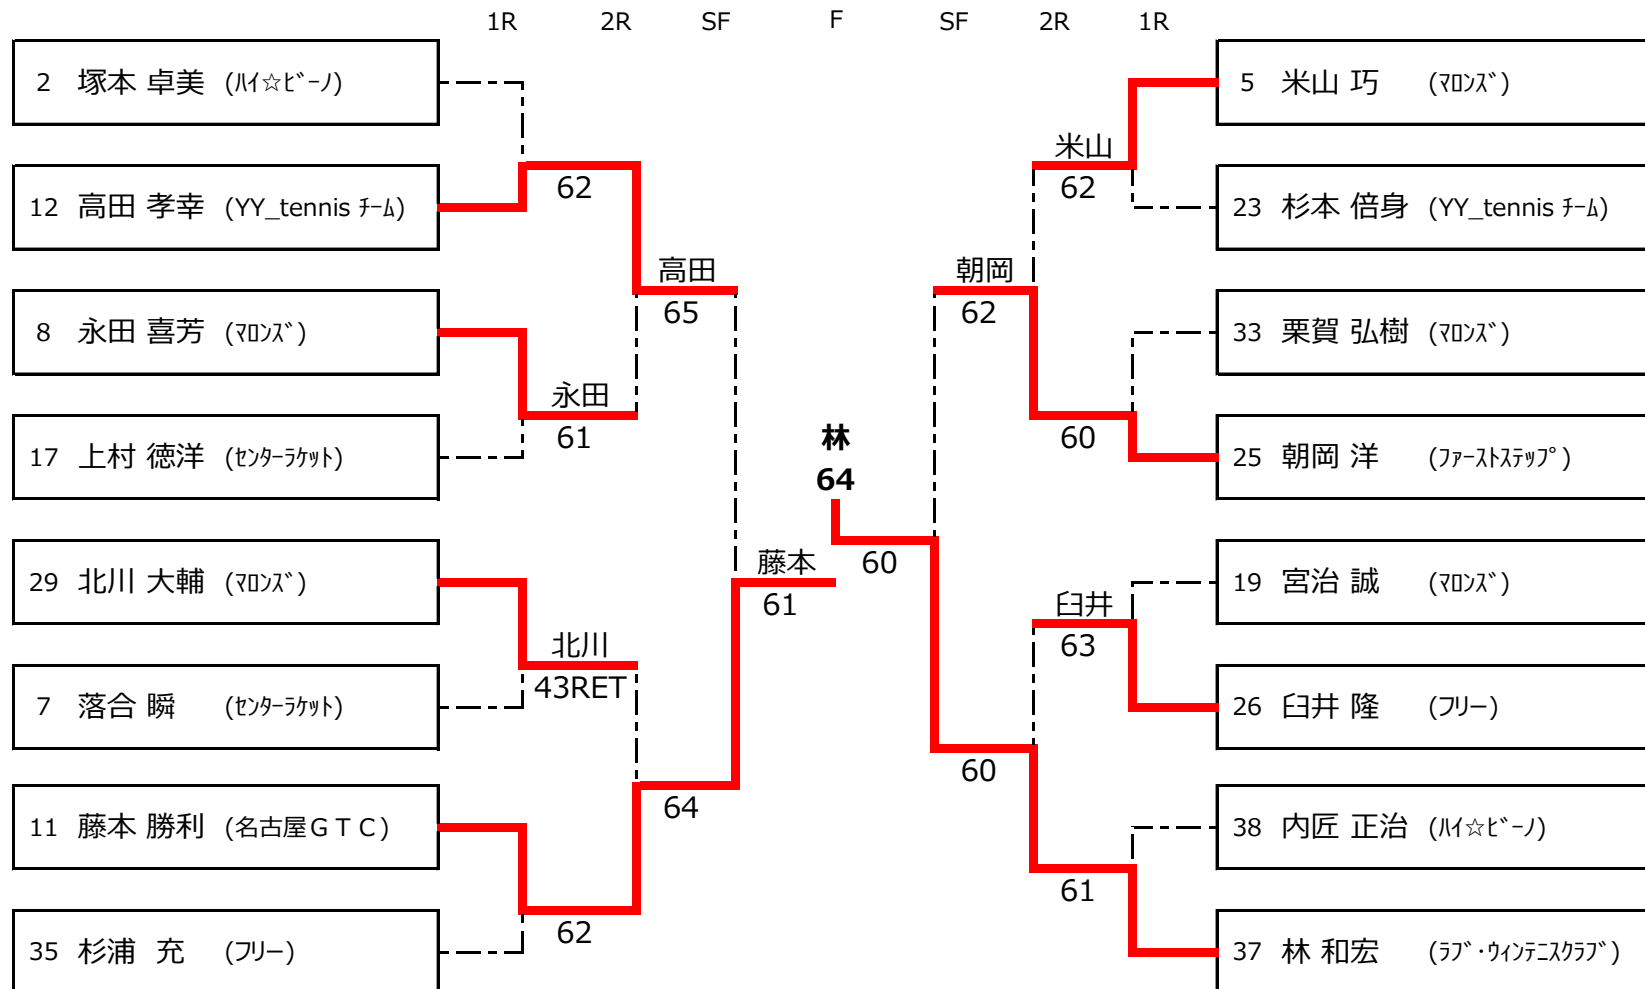 1R 2R SF F SF 2R 1R
2 塚本 卓美 (ﾊｲ☆ﾋﾞｰﾉ)
5 米山 巧 (ﾏﾛﾝｽﾞ)
米山
62
62
12 高田 孝幸 (YY_tennis ﾁｰﾑ)
23 杉本 倍身 (YY_tennis ﾁｰﾑ)
高田
65
朝岡
62
8 永田 喜芳 (ﾏﾛﾝｽﾞ)
33 栗賀 弘樹 (ﾏﾛﾝｽﾞ)
永田
61
60
17 上村 徳洋 (ｾﾝﾀｰﾗｹｯﾄ)
25 朝岡 洋 (ﾌｧｰｽﾄｽﾃｯﾌﾟ)
林
64
29 北川 大輔 (ﾏﾛﾝｽﾞ)
藤本
61
60
19 宮治 誠 (ﾏﾛﾝｽﾞ)
北川
43RET
臼井
63
7 落合 瞬 (ｾﾝﾀｰﾗｹｯﾄ)
26 臼井 隆 (ﾌﾘｰ)
64
60
11 藤本 勝利 (名古屋ＧＴＣ)
38 内匠 正治 (ﾊｲ☆ﾋﾞｰﾉ)
62
61
35 杉浦 充 (ﾌﾘｰ)
37 林 和宏 (ﾗﾌﾞ･ｳｨﾝﾃﾆｽｸﾗﾌﾞ)